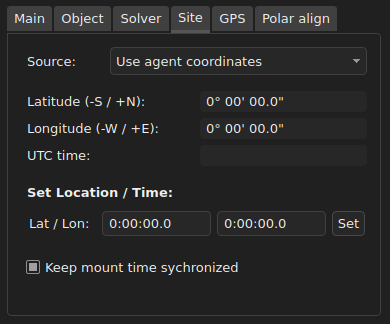 Main Object Solver Site GPS Polar align
Source: Use agent coordinates
Latitude (-S / +N): 0° 00' 00.0"
Longitude (-W / +E): 0° 00' 00.0"
UTC time:
Set Location / Time:
Lat / Lon: 0:00:00.0 0:00:00.0 Set
Keep mount time sychronized